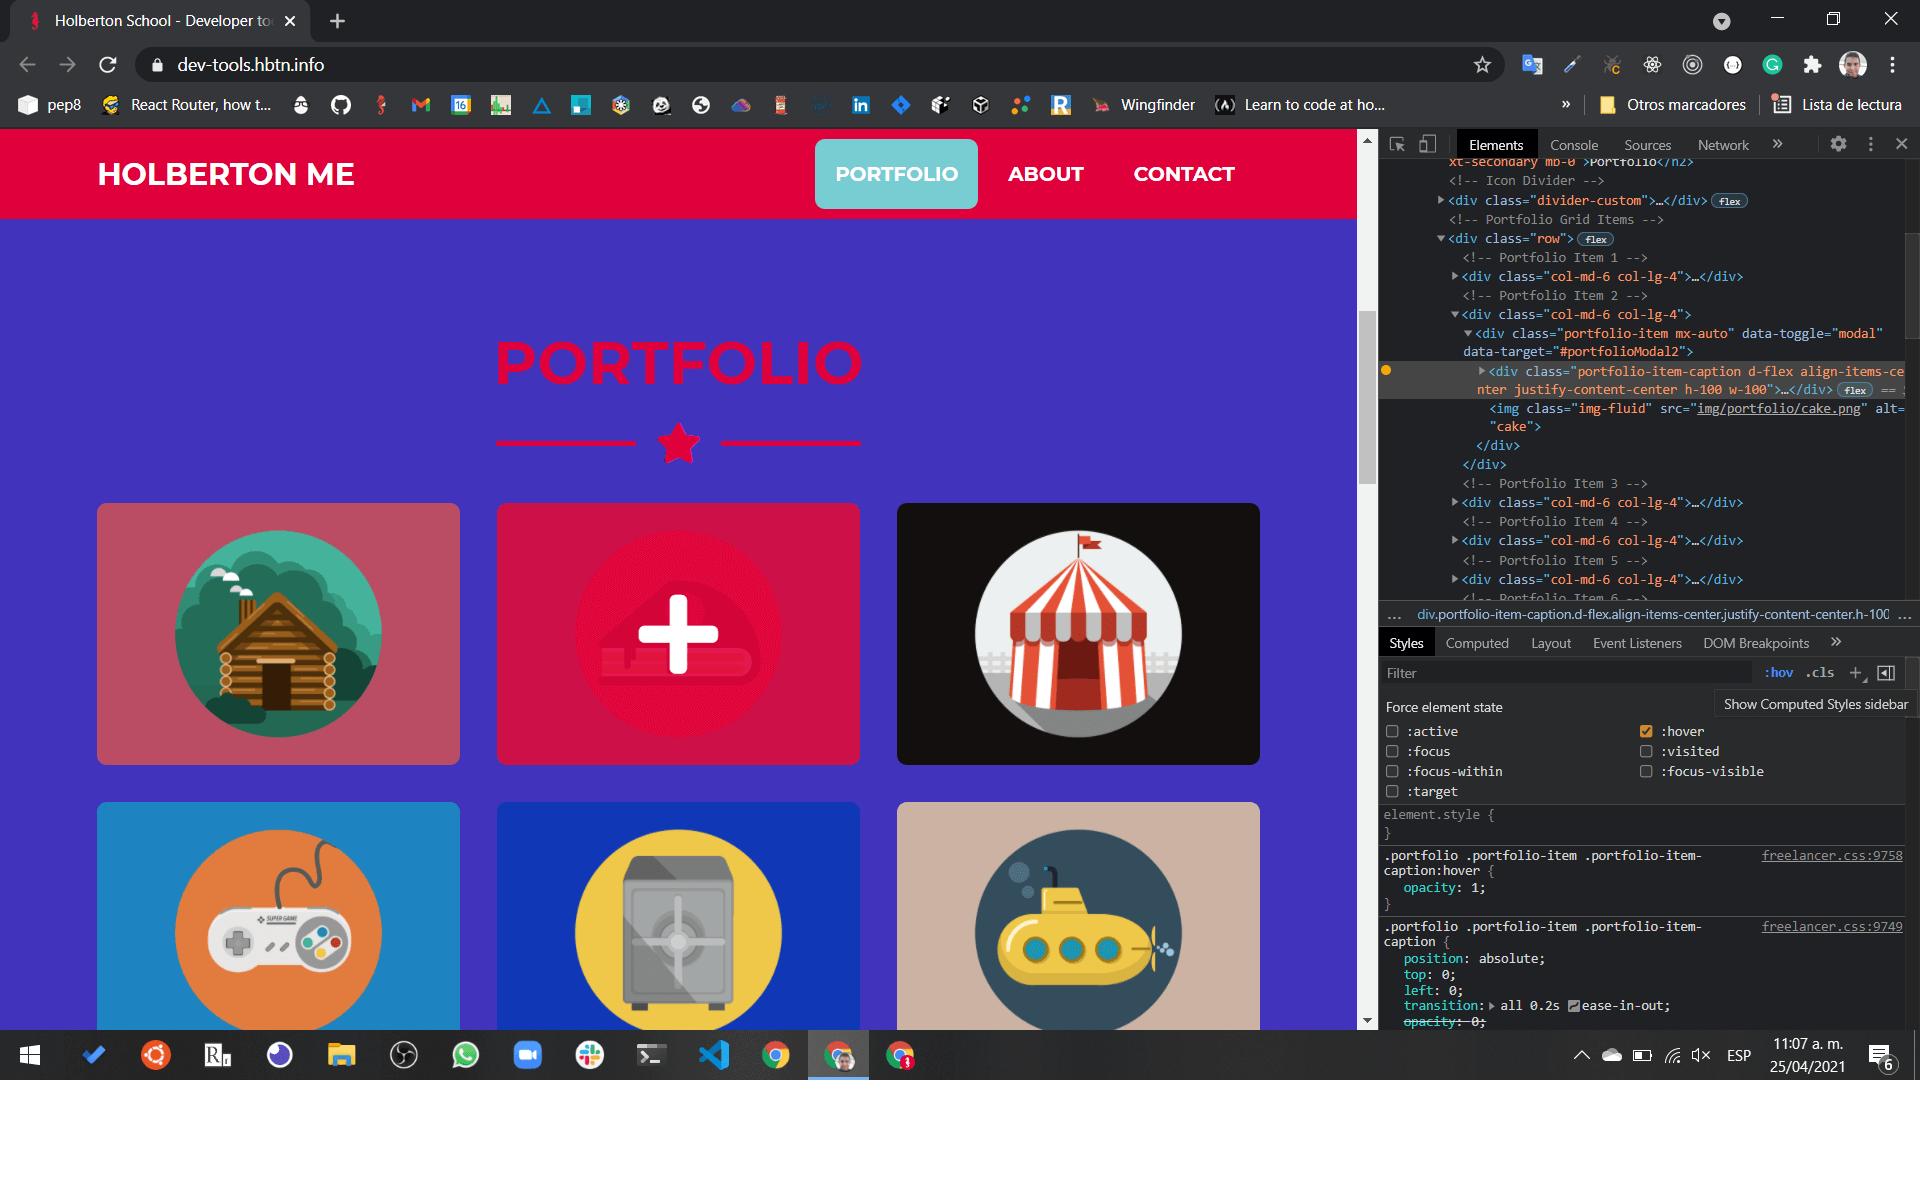 Holberton School - Developer to
dev-tools.hbtn.info
pep8
React Router, how t...
Wingfinder
Learn to code at ho...
»
Otros marcadores
Lista de lectura
HOLBERTON ME
PORTFOLIO
ABOUT
CONTACT
PORTFOLIO
SUPER GAME
Elements
Console
Sources
Network
»
xt-secondary mb-0">Portfolio</h2>
<!-- Icon Divider -->
<div class="divider-custom">…</div> flex
<!-- Portfolio Grid Items -->
<div class="row"> flex
<!-- Portfolio Item 1 -->
<div class="col-md-6 col-lg-4">…</div>
<!-- Portfolio Item 2 -->
<div class="col-md-6 col-lg-4">
<div class="portfolio-item mx-auto" data-toggle="modal"
data-target="#portfolioModal2">
<div class="portfolio-item-caption d-flex align-items-ce
nter justify-content-center h-100 w-100">…</div> flex ==
<img class="img-fluid" src="img/portfolio/cake.png" alt=
"cake">
</div>
</div>
<!-- Portfolio Item 3 -->
<div class="col-md-6 col-lg-4">…</div>
<!-- Portfolio Item 4 -->
<div class="col-md-6 col-lg-4">…</div>
<!-- Portfolio Item 5 -->
<div class="col-md-6 col-lg-4">…</div>
<!-- Portfolio Item 6 -->
... div.portfolio-item-caption.d-flex.align-items-center.justify-content-center.h-100 ...
Styles
Computed
Layout
Event Listeners
DOM Breakpoints
»
Filter
:hov
.cls
+
Force element state
Show Computed Styles sidebar
:active
:hover
:focus
:visited
:focus-within
:focus-visible
:target
element.style {
}
.portfolio .portfolio-item .portfolio-item-
caption:hover {
freelancer.css:9758
opacity: 1;
}
.portfolio .portfolio-item .portfolio-item-
caption {
freelancer.css:9749
position: absolute;
top: 0;
left: 0;
transition: all 0.2s ease-in-out;
opacity: 0;
ESP
11:07 a. m.
25/04/2021
6